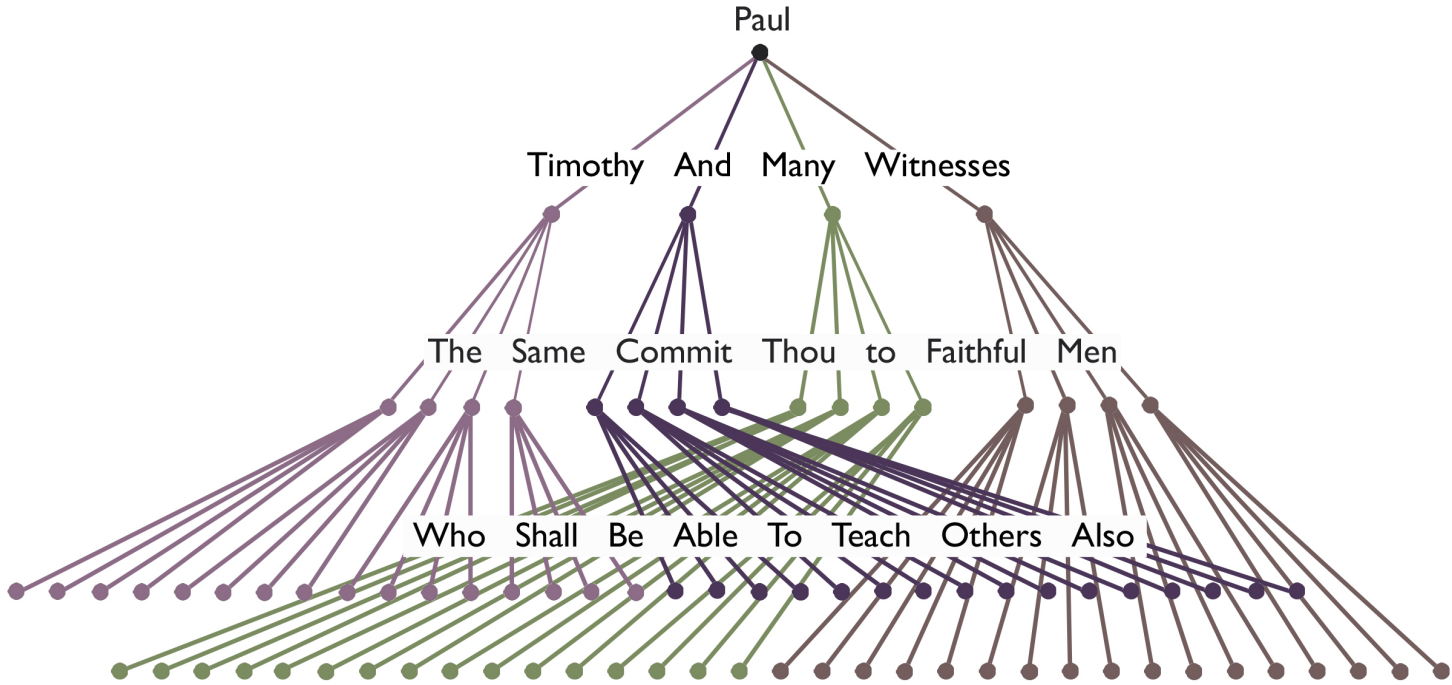 Paul
Timothy And Many Witnesses
The Same Commit Thou to Faithful Men
Who Shall Be Able To Teach Others Also